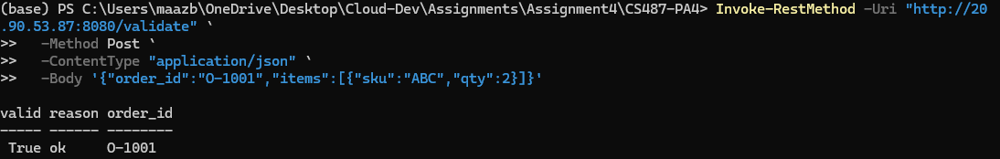 (base) PS C:\Users\maazb\OneDrive\Desktop\Cloud-Dev\Assignments\Assignment4\CS487-PA4> Invoke-RestMethod -Uri "http://20
.90.53.87:8080/validate" `
>>   -Method Post `
>>   -ContentType "application/json" `
>>   -Body '{"order_id":"O-1001","items":[{"sku":"ABC","qty":2}]}'
valid reason order_id
----- ------ --------
 True ok     O-1001